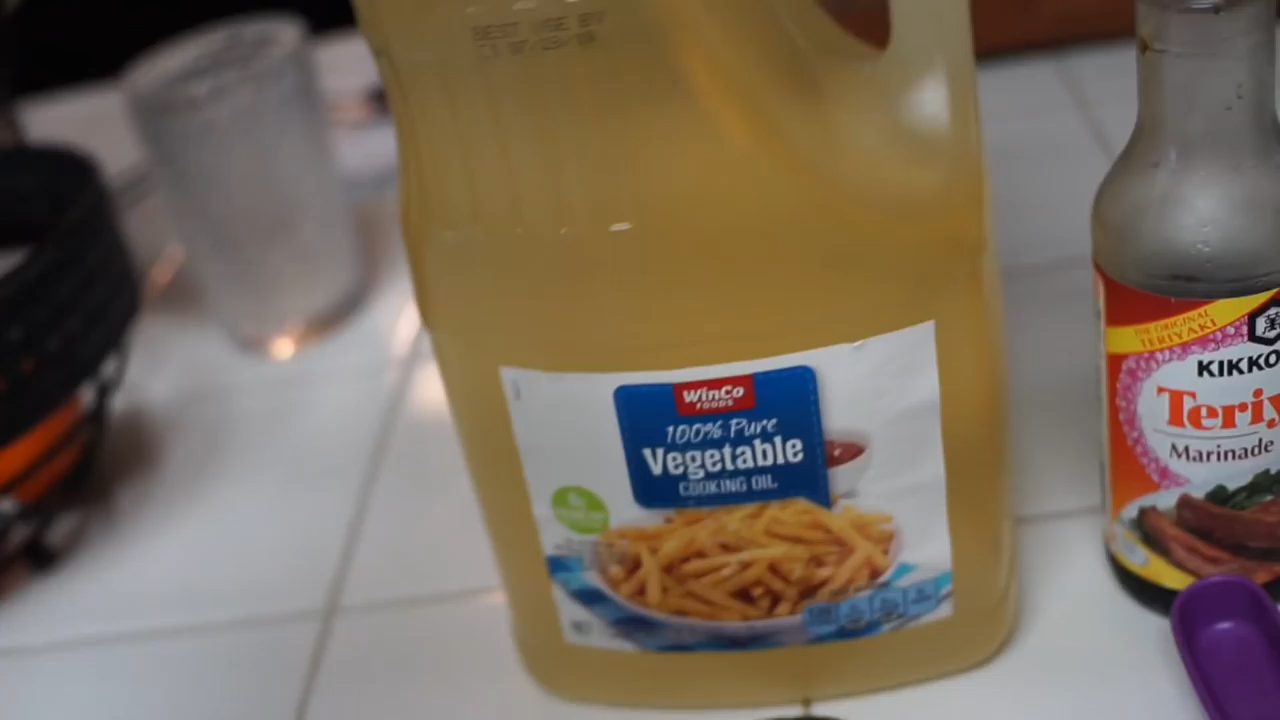 BEST USE BY
WinCo
FOODS
100% Pure
Vegetable
COOKING OIL
THE ORIGINAL
TERIYAKI
KIKKO
Teriy
Marinade